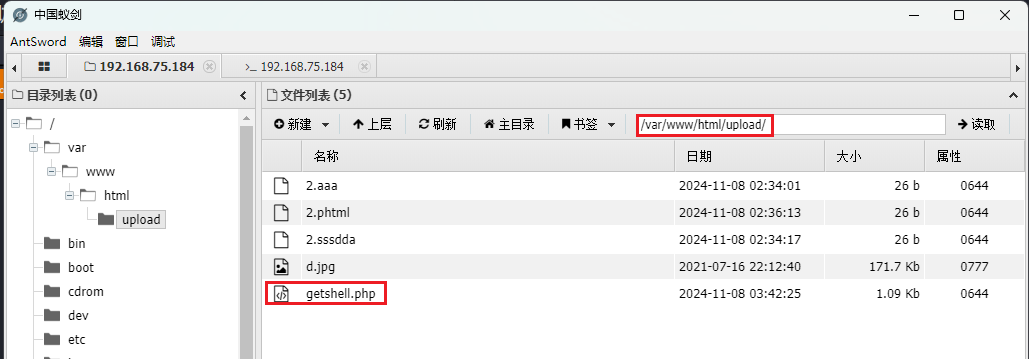 中国蚁剑
AntSword 编辑 窗口 调试
192.168.75.184 >_ 192.168.75.184
目录列表 (0)
文件列表 (5)
新建 上层 刷新 主目录 书签 /var/www/html/upload/ 读取
/
var
www
html
upload
bin
boot
cdrom
dev
etc
名称 日期 大小 属性
2.aaa 2024-11-08 02:34:01 26 b 0644
2.phtml 2024-11-08 02:36:13 26 b 0644
2.sssdda 2024-11-08 02:34:17 26 b 0644
d.jpg 2021-07-16 22:12:40 171.7 Kb 0777
getshell.php 2024-11-08 03:42:25 1.09 Kb 0644